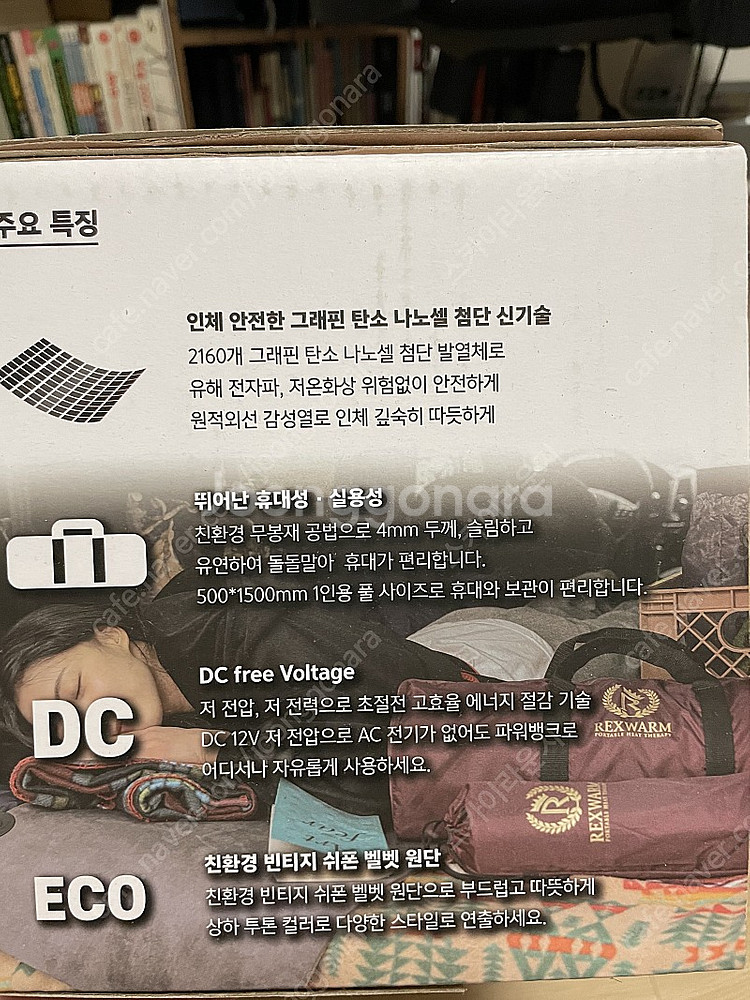 주요 특징
인체 안전한 그래핀 탄소 나노셀 첨단 신기술
2160개 그래핀 탄소 나노셀 첨단 발열체로
유해 전자파, 저온화상 위험없이 안전하게
원적외선 감성열로 인체 깊숙히 따듯하게
뛰어난 휴대성 · 실용성
친환경 무봉재 공법으로 4mm 두께, 슬림하고
유연하여 돌돌말아 휴대가 편리합니다.
500*1500mm 1인용 풀 사이즈로 휴대와 보관이 편리합니다.
DC
DC free Voltage
저 전압, 저 전력으로 초절전 고효율 에너지 절감 기술
DC 12V 저 전압으로 AC 전기가 없어도 파워뱅크로
어디서나 자유롭게 사용하세요.
R
REXWARM
PORTABLE HEAT THERAPY
R
REXWARM
ECO
친환경 빈티지 쉬폰 벨벳 원단
친환경 빈티지 쉬폰 벨벳 원단으로 부드럽고 따뜻하게
상하 투톤 컬러로 다양한 스타일로 연출하세요.
joonggonara
cafe.naver.com/joonggonara